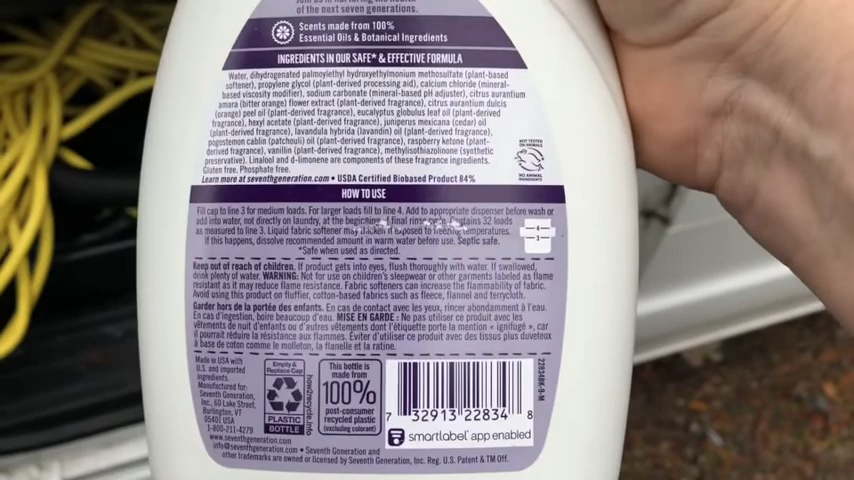 of the next seven generations.
Scents made from 100%
Essential Oils & Botanical Ingredients
INGREDIENTS IN OUR SAFE* & EFFECTIVE FORMULA
Water, dihydrogenated palmoylethyl hydroxyethylmonium methosulfate (plant-based
softener), propylene glycol (plant-derived processing aid), calcium chloride (mineral-
based viscosity modifier), sodium carbonate (mineral-based pH adjuster), citrus aurantium
amara (bitter orange) flower extract (plant-derived fragrance), citrus aurantium dulcis
(orange) peel oil (plant-derived fragrance), eucalyptus globulus leaf oil (plant-derived
fragrance), hexyl acetate (plant-derived fragrance), juniperus mexicana (cedar) oil
(plant-derived fragrance), lavandula hybrida (lavandin) oil (plant-derived fragrance),
pogostemon cablin (patchouli) oil (plant-derived fragrance), raspberry ketone (plant-
derived fragrance), vanillin (plant-derived fragrance), methylisothiazolinone (synthetic
preservative). Linalool and d-limonene are components of these fragrance ingredients.
Gluten free. Phosphate free.
Learn more at seventhgeneration.com • USDA Certified Biobased Product 84%
NOT TESTED
ON ANIMALS
NO ANIMAL
INGREDIENTS
HOW TO USE
Fill cap to line 3 for medium loads. For larger loads fill to line 4. Add to appropriate dispenser before wash or
add into water, not directly on laundry, at the beginning of final rinse cycle. Contains 32 loads
as measured to line 3. Liquid fabric softener may thicken if exposed to freezing temperatures.
If this happens, dissolve recommended amount in warm water before use. Septic safe.
*Safe when used as directed.
4
3
Keep out of reach of children. If product gets into eyes, flush thoroughly with water. If swallowed,
drink plenty of water. WARNING: Not for use on children's sleepwear or other garments labeled as flame
resistant as it may reduce flame resistance. Fabric softeners can increase the flammability of fabric.
Avoid using this product on fluffier, cotton-based fabrics such as fleece, flannel and terrycloth.
Garder hors de la portée des enfants. En cas de contact avec les yeux, rincer abondamment à l'eau.
En cas d'ingestion, boire beaucoup d'eau. MISE EN GARDE : Ne pas utiliser ce produit avec les
vêtements de nuit d'enfants ou d'autres vêtements dont l'étiquette porte la mention « ignifugé », car
il pourrait réduire la résistance aux flammes. Éviter d'utiliser ce produit avec des tissus plus duveteux
à base de coton comme le molleton, la flanelle et la ratine.
Made in USA with
U.S. and imported
ingredients.
Manufactured for:
Seventh Generation,
Inc., 60 Lake Street,
Burlington, VT
05401 USA
1-800-211-4279
www.seventhgeneration.com
info@seventhgeneration.com
Empty &
Replace Cap
PLASTIC
BOTTLE
how2recycle.info
This bottle is
made from
100%
post-consumer
recycled plastic
(excluding colorant)
7 32913 22834 8
smartlabel app enabled
22834BK-9-M
• Seventh Generation and
other trademarks are owned or licensed by Seventh Generation, Inc. Reg. U.S. Patent & TM Off.